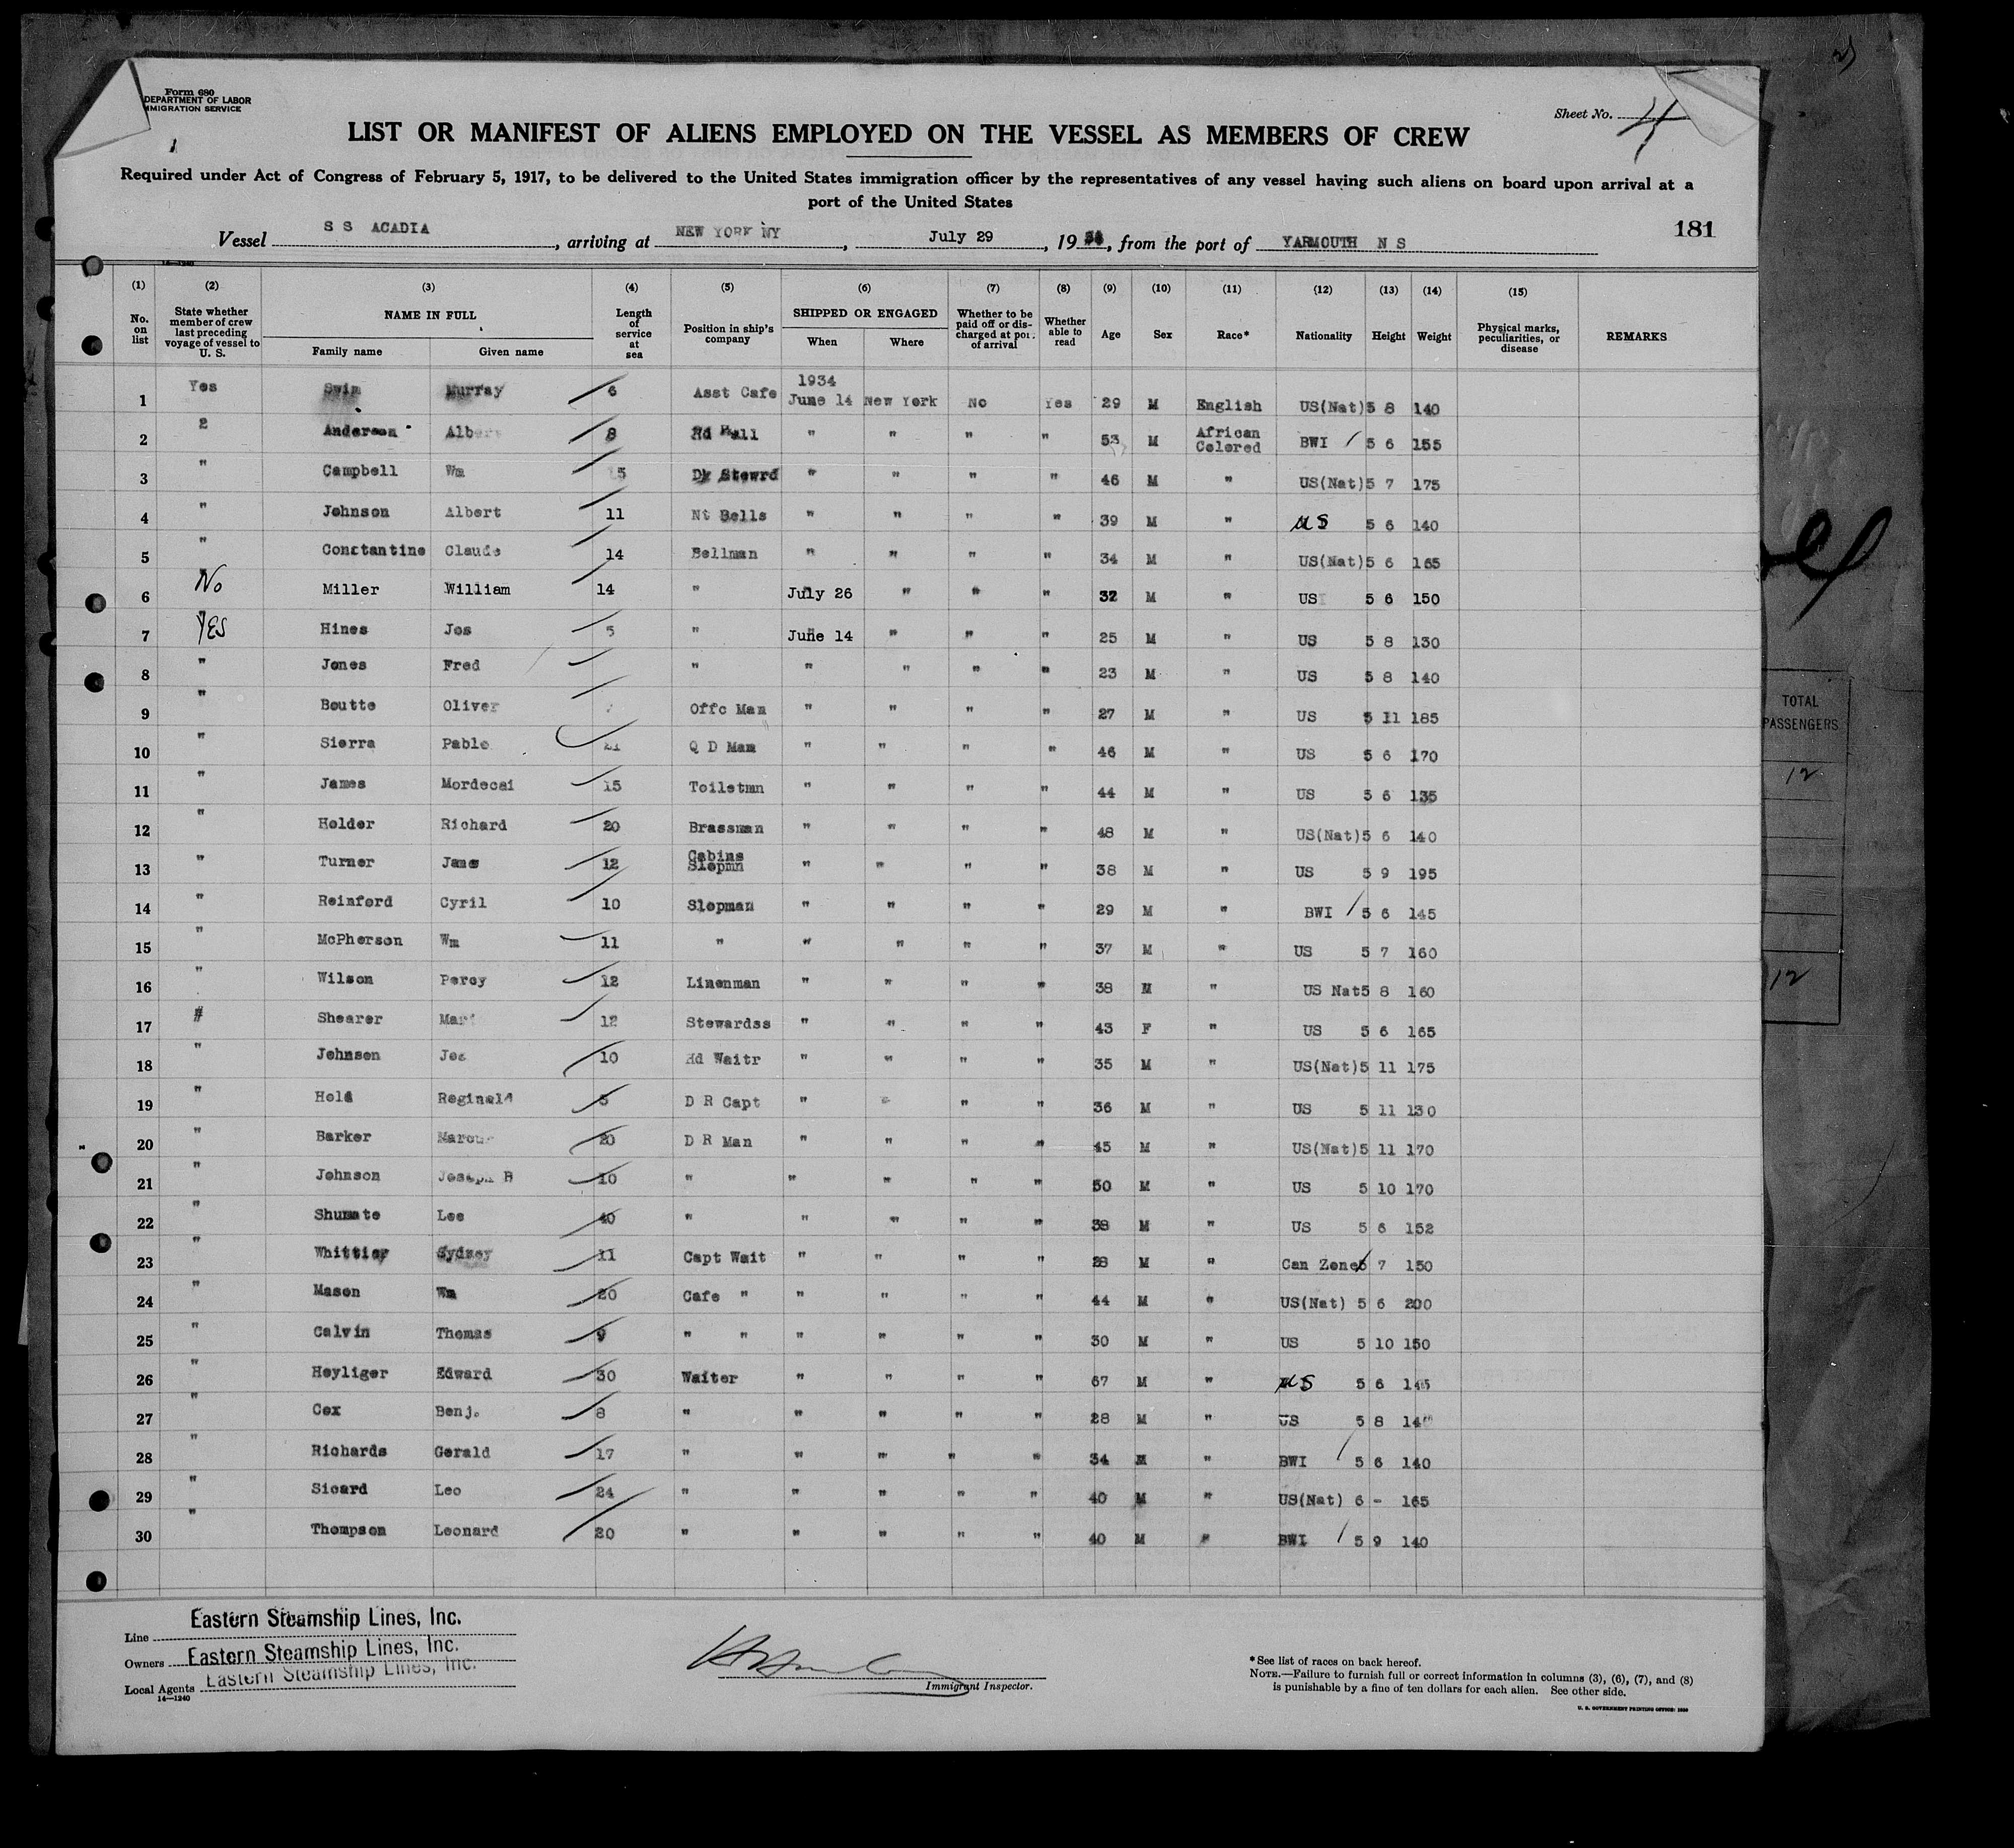 Form 680
DEPARTMENT OF LABOR
IMMIGRATION SERVICE
Sheet No. 4
1
LIST OR MANIFEST OF ALIENS EMPLOYED ON THE VESSEL AS MEMBERS OF CREW
Required under Act of Congress of February 5, 1917, to be delivered to the United States immigration officer by the representatives of any vessel having such aliens on board upon arrival at a
port of the United States
Vessel S S ACADIA, arriving at NEW YORK NY, July 29, 1934, from the port of YARMOUTH N S
181
14—1240
(1) (2) (3) (4) (5) (6) (7) (8) (9) (10) (11) (12) (13) (14) (15)
No. on list | State whether member of crew last preceding voyage of vessel to U. S. | NAME IN FULL | Family name | Given name | Length of service at sea | Position in ship's company | SHIPPED OR ENGAGED | When | Where | Whether to be paid off or discharged at port of arrival | Whether able to read | Age | Sex | Race* | Nationality | Height | Weight | Physical marks, peculiarities, or disease | REMARKS
1 Yes Swim Murray 6 Asst Cafe 1934 June 14 New York No Yes 29 M English US(Nat) 5 8 140
2 2 Anderson Albert 8 Hd Hall " " " " 53 M African Colored BWI / 5 6 155
3 " Campbell Wm 5 Dk Stewrd " " " " 46 M " US(Nat) 5 7 175
4 " Johnson Albert 11 Nt Bells " " " " 39 M " US 5 6 140
5 " Constantine Claude 14 Bellman " " " " 34 M " US(Nat) 5 6 165
6 No Miller William 14 " July 26 " " " 32 M " US 5 6 150
7 YES Hines Jos 5 " June 14 " " " 25 M " US 5 8 130
8 " Jones Fred " " " " " 23 M " US 5 8 140
9 " Boutte Oliver Offc Man " " " " 27 M " US 5 11 185
10 " Sierra Pablo 21 Q D Man " " " " 46 M " US 5 6 170
11 " James Mordecai 15 Toiletmn " " " " 44 M " US 5 6 135
12 " Holder Richard 20 Brassman " " " " 48 M " US(Nat) 5 6 140
13 " Turner Jame 12 Cabins Slopmn " " " " 38 M " US 5 9 195
14 " Reinford Cyril 10 Slopman " " " " 29 M " BWI / 5 6 145
15 " McPherson Wm 11 " " " " " 37 M " US 5 7 160
16 " Wilson Percy 12 Linenman " " " " 38 M " US Nat 5 8 160
17 " Shearer Mari 12 Stewardss " " " " 43 F " US 5 6 165
18 " Johnson Jos 10 Hd Waitr " " " " 35 M " US(Nat) 5 11 175
19 " Hold Reginald 5 D R Capt " " " " 36 M " US 5 11 130
20 " Barker Marcus 20 D R Man " " " " 45 M " US(Nat) 5 11 170
21 " Johnson Joseph B 10 " " " " " 50 M " US 5 10 170
22 " Shumate Lee 40 " " " " " 38 M " US 5 6 152
23 " Whittier Sydney 11 Capt Wait " " " " 28 M " Can Zone 5 7 150
24 " Mason Wm 20 Cafe " " " " " 44 M " US(Nat) 5 6 200
25 " Calvin Thomas 9 " " " " " " 30 M " US 5 10 150
26 " Heyliger Edward 30 Waiter " " " " 67 M " US 5 6 145
27 " Cox Benj. 8 " " " " " 28 M " US 5 8 140
28 " Richards Gerald 17 " " " " " 34 M " BWI / 5 6 140
29 " Sicard Leo 24 " " " " " 40 M " US(Nat) 6 - 165
30 " Thompson Leonard 20 " " " " " 40 M " BWI / 5 9 140
Line Eastern Steamship Lines, Inc.
Owners Eastern Steamship Lines, Inc.
Local Agents Eastern Steamship Lines, Inc.
14—1240
Immigrant Inspector.
*See list of races on back hereof.
NOTE.—Failure to furnish full or correct information in columns (3), (6), (7), and (8)
is punishable by a fine of ten dollars for each alien. See other side.
U. S. GOVERNMENT PRINTING OFFICE: 1930
TOTAL
PASSENGERS
12
12